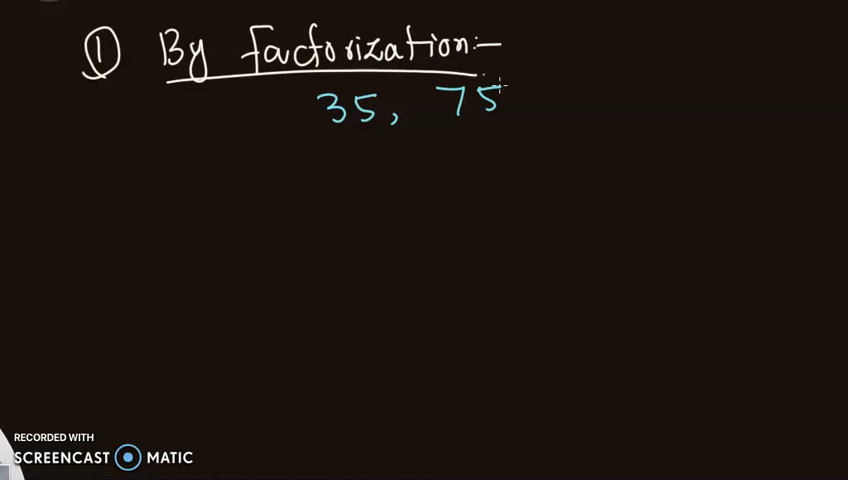 ① By factorization:-
35, 75
RECORDED WITH
SCREENCAST MATIC